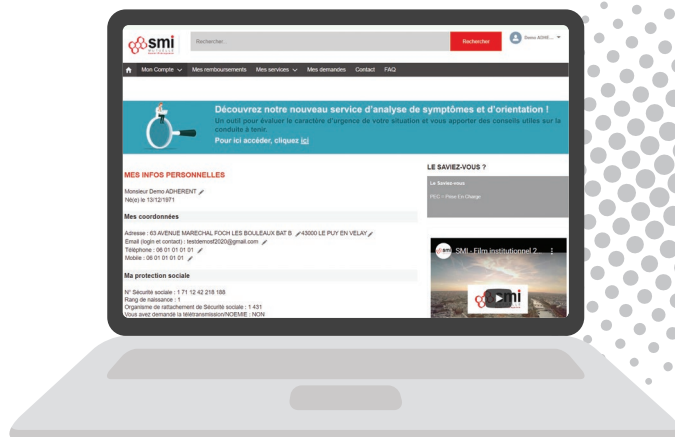 smi
MUTUELLE
Rechercher...
Rechercher
Demo ADHE...
Mon Compte
Mes remboursements
Mes services
Mes demandes
Contact
FAQ
Découvrez notre nouveau service d'analyse de symptômes et d'orientation !
Un outil pour évaluer le caractère d'urgence de votre situation et vous apporter des conseils utiles sur la
conduite à tenir.
Pour ici accéder, cliquez ici
MES INFOS PERSONNELLES
Monsieur Demo ADHERENT
Né(e) le 13/12/1971
Mes coordonnées
Adresse : 63 AVENUE MARECHAL FOCH LES BOULEAUX BAT B 43000 LE PUY EN VELAY
Email (login et contact) : testdemosf2020@gmail.com
Téléphone : 06 01 01 01 01
Mobile : 06 01 01 01 01
Ma protection sociale
N° Sécurité sociale : 1 71 12 42 218 168
Rang de naissance : 1
Organisme de rattachement de Sécurité sociale : 1 431
Vous avez demandé la télétransmission/NOEMIE : NON
LE SAVIEZ-VOUS ?
Le Saviez-vous
PEC = Prise En Charge
smi
SMI - Film institutionnel 2...
smi